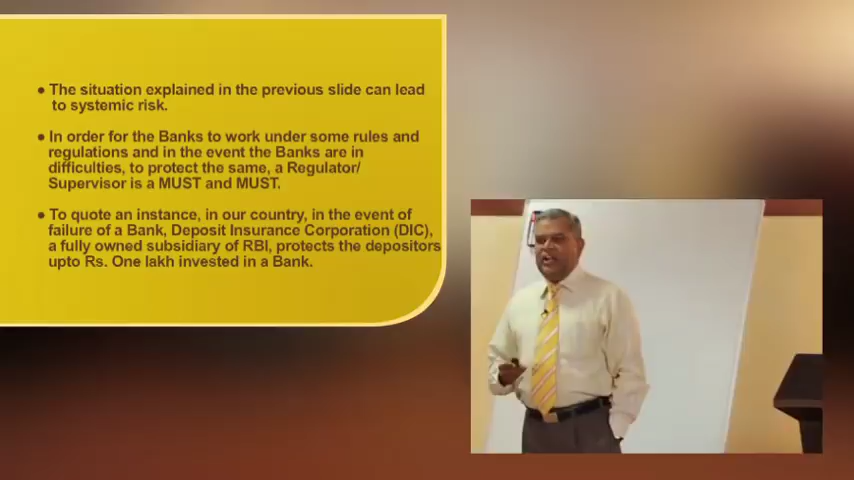 • The situation explained in the previous slide can lead
to systemic risk.
• In order for the Banks to work under some rules and
regulations and in the event the Banks are in
difficulties, to protect the same, a Regulator/
Supervisor is a MUST and MUST.
• To quote an instance, in our country, in the event of
failure of a Bank, Deposit Insurance Corporation (DIC),
a fully owned subsidiary of RBI, protects the depositors
upto Rs. One lakh invested in a Bank.